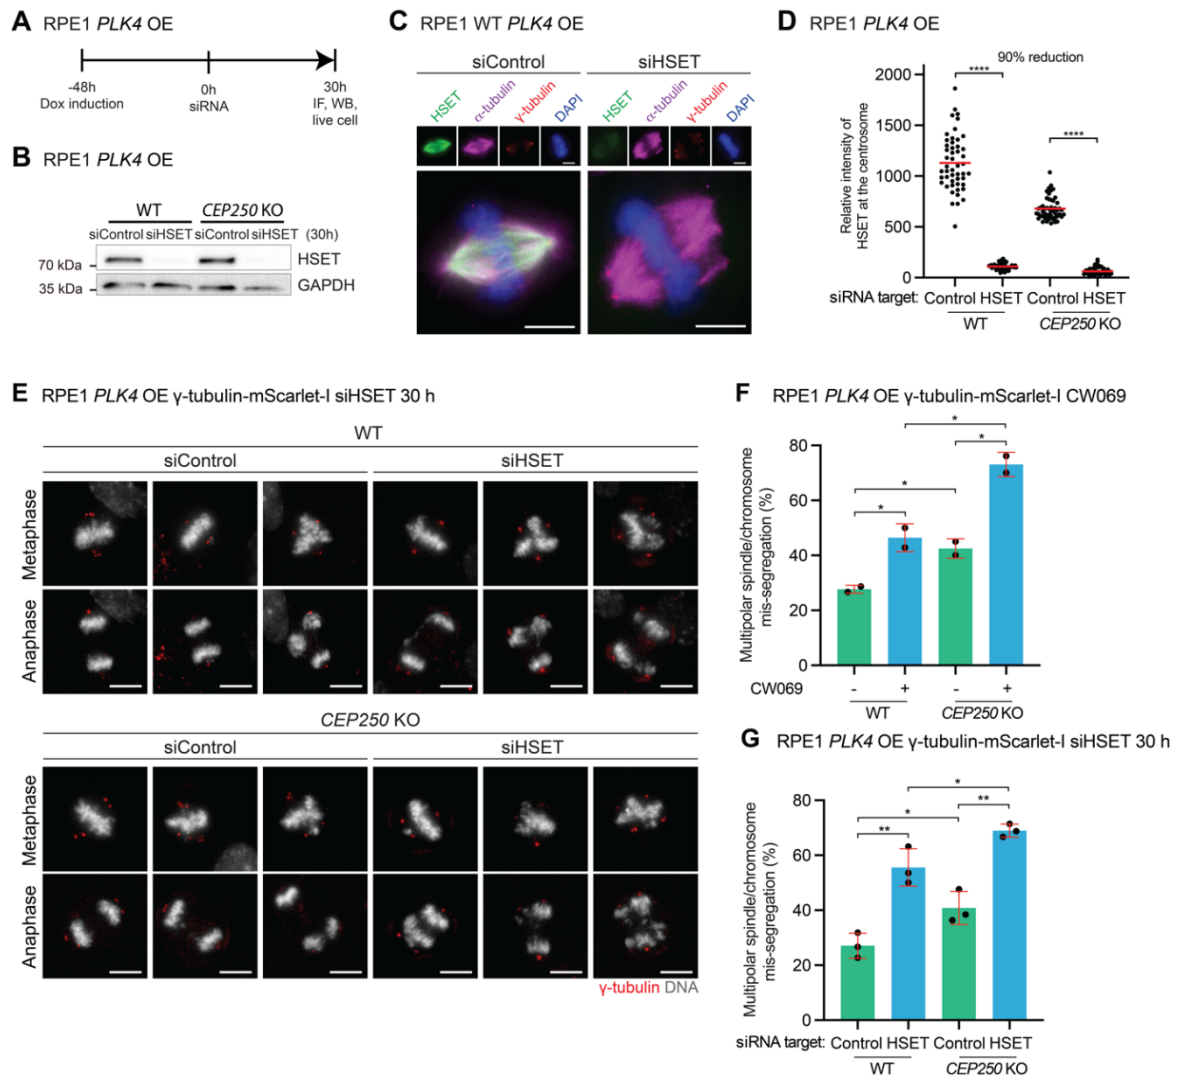 A RPE1 PLK4 OE
-48h
Dox induction
0h
siRNA
30h
IF, WB,
live cell
B RPE1 PLK4 OE
WT CEP250 KO
siControl siHSET siControl siHSET (30h)
70 kDa HSET
35 kDa GAPDH
C RPE1 WT PLK4 OE
siControl siHSET
HSET α-tubulin γ-tubulin DAPI HSET α-tubulin γ-tubulin DAPI
D RPE1 PLK4 OE
90% reduction
**** ****
Relative intensity of
HSET at the centrosome
2000
1500
1000
500
0
siRNA target: Control HSET Control HSET
WT CEP250 KO
E RPE1 PLK4 OE γ-tubulin-mScarlet-I siHSET 30 h
WT
siControl siHSET
Metaphase
Anaphase
CEP250 KO
siControl siHSET
Metaphase
Anaphase
γ-tubulin DNA
F RPE1 PLK4 OE γ-tubulin-mScarlet-I CW069
*
*
*
*
Multipolar spindle/chromosome
mis-segregation (%)
80
60
40
20
0
CW069 - + - +
WT CEP250 KO
G RPE1 PLK4 OE γ-tubulin-mScarlet-I siHSET 30 h
*
**
*
**
Multipolar spindle/chromosome
mis-segregation (%)
80
60
40
20
0
siRNA target: Control HSET Control HSET
WT CEP250 KO